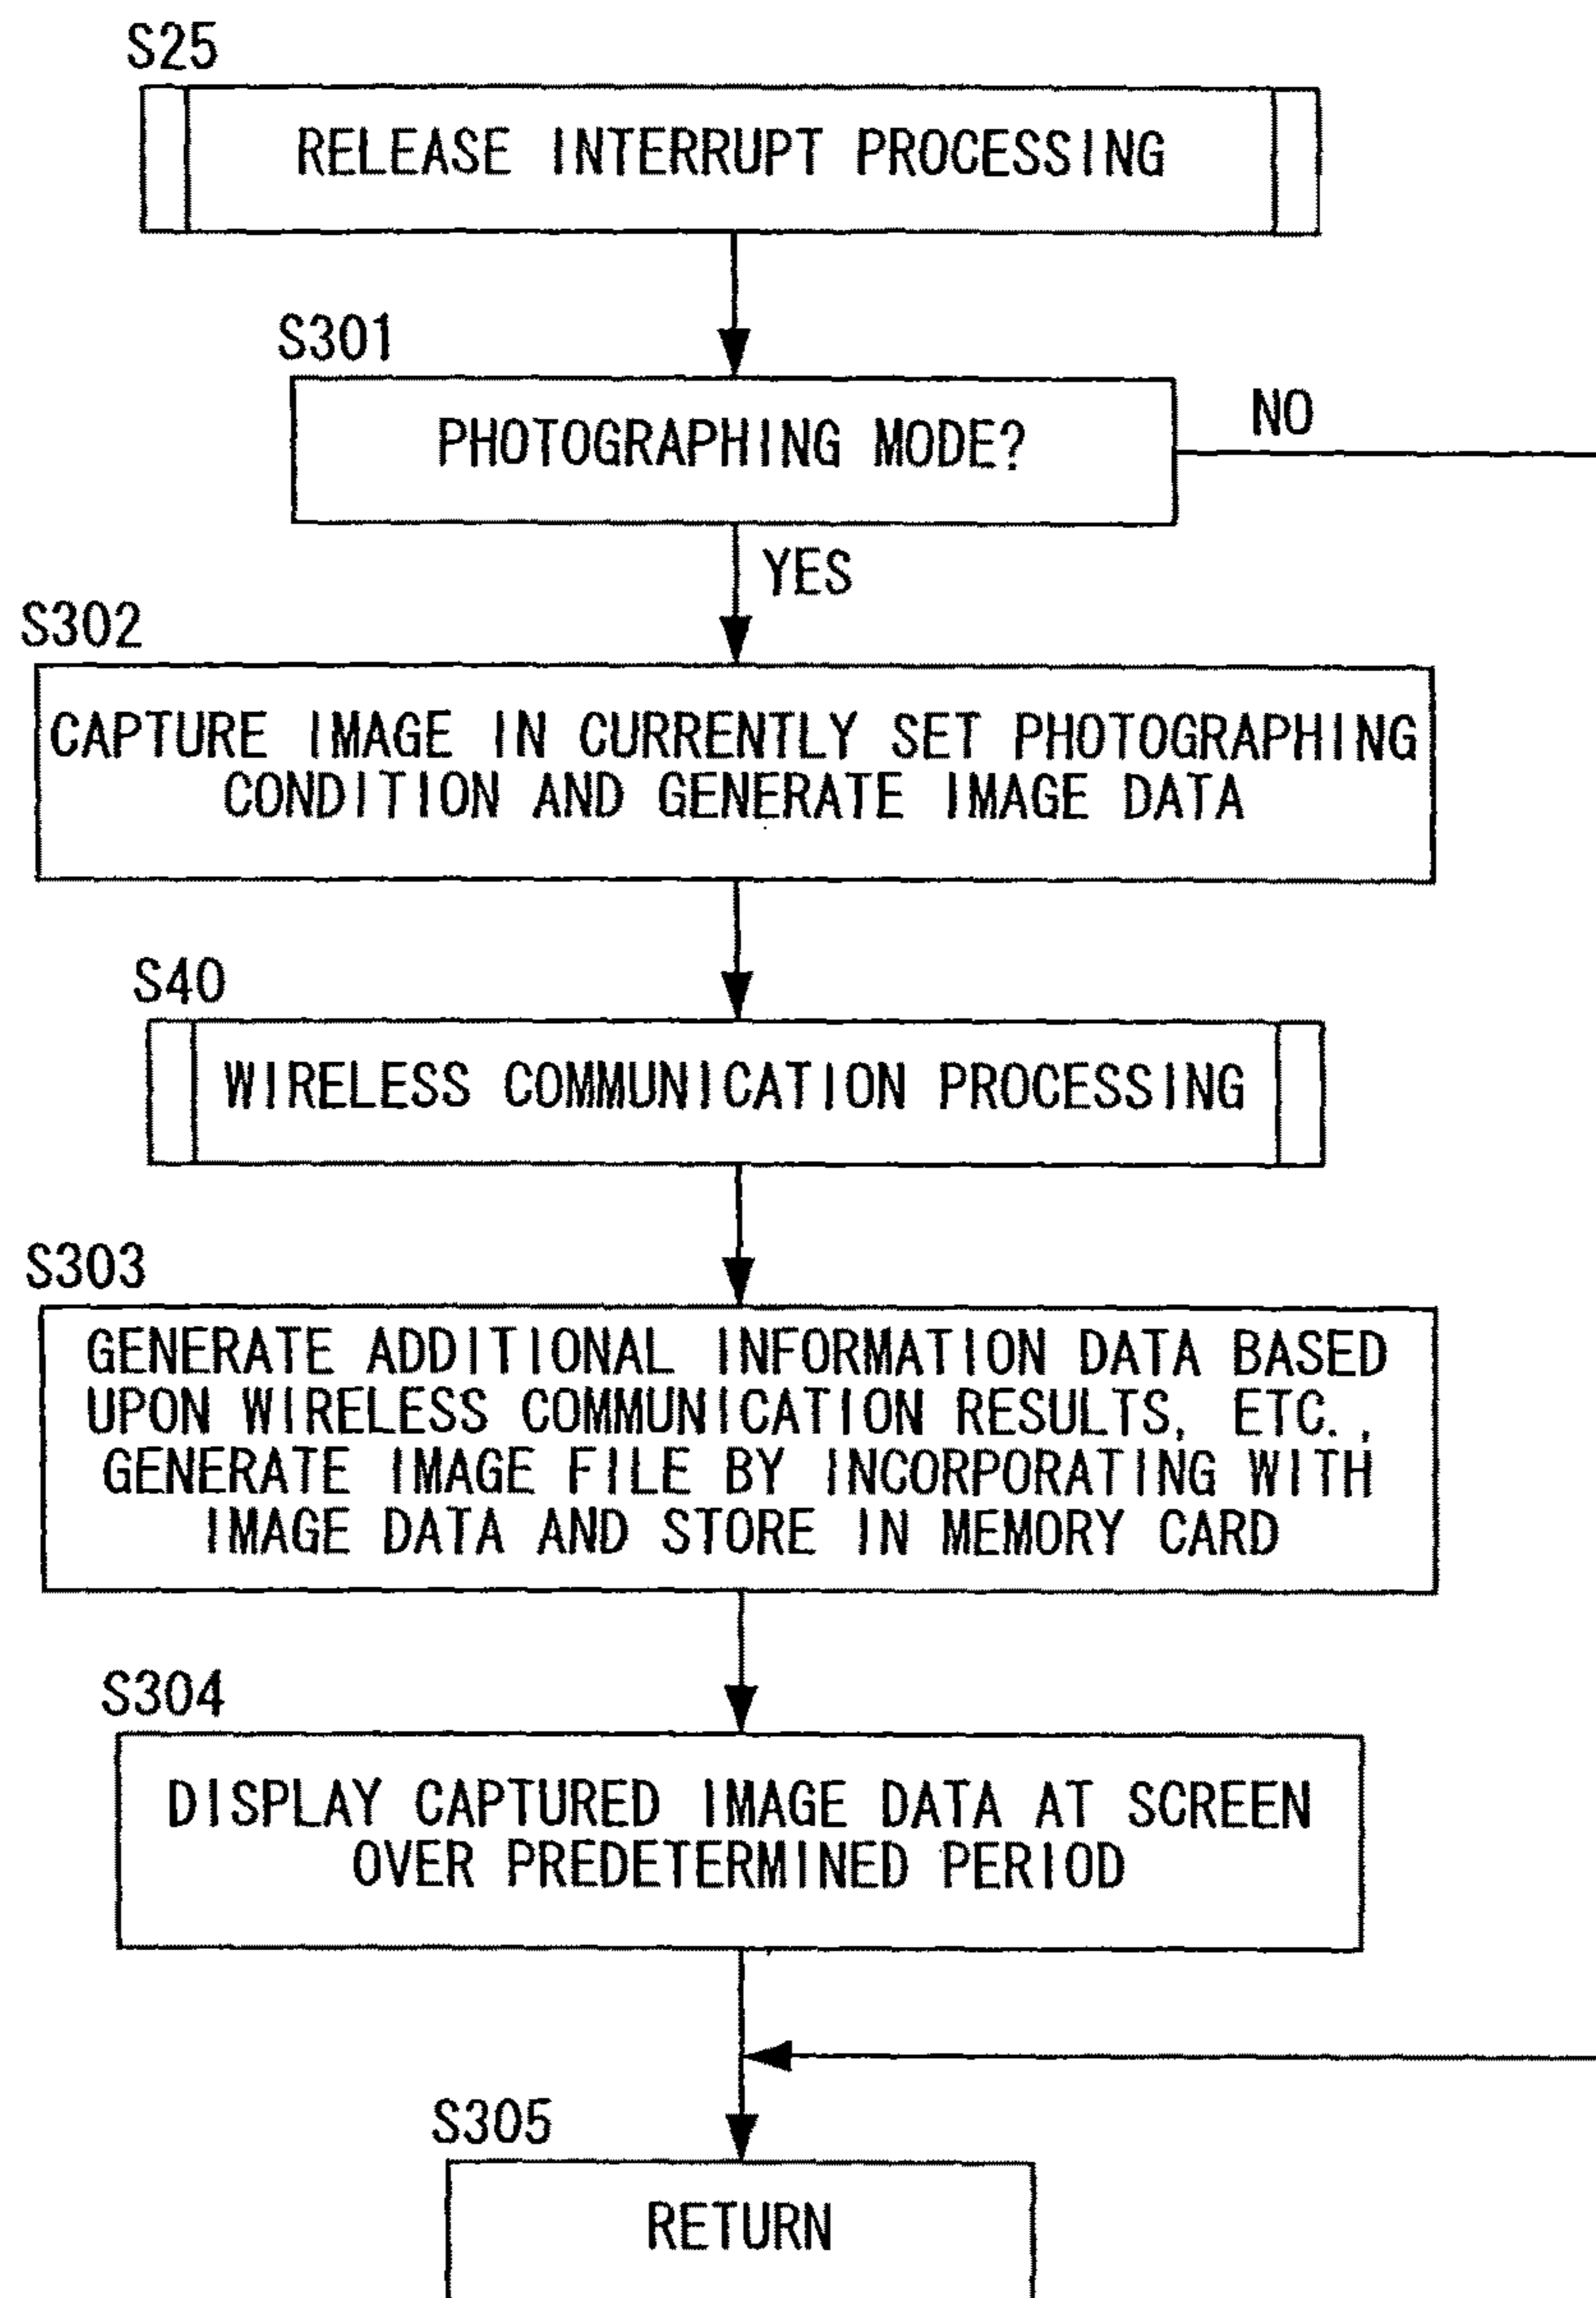 S25
RELEASE INTERRUPT PROCESSING
S301
PHOTOGRAPHING MODE?
NO
YES
S302
CAPTURE IMAGE IN CURRENTLY SET PHOTOGRAPHING
CONDITION AND GENERATE IMAGE DATA
S40
WIRELESS COMMUNICATION PROCESSING
S303
GENERATE ADDITIONAL INFORMATION DATA BASED
UPON WIRELESS COMMUNICATION RESULTS, ETC.,
GENERATE IMAGE FILE BY INCORPORATING WITH
IMAGE DATA AND STORE IN MEMORY CARD
S304
DISPLAY CAPTURED IMAGE DATA AT SCREEN
OVER PREDETERMINED PERIOD
S305
RETURN